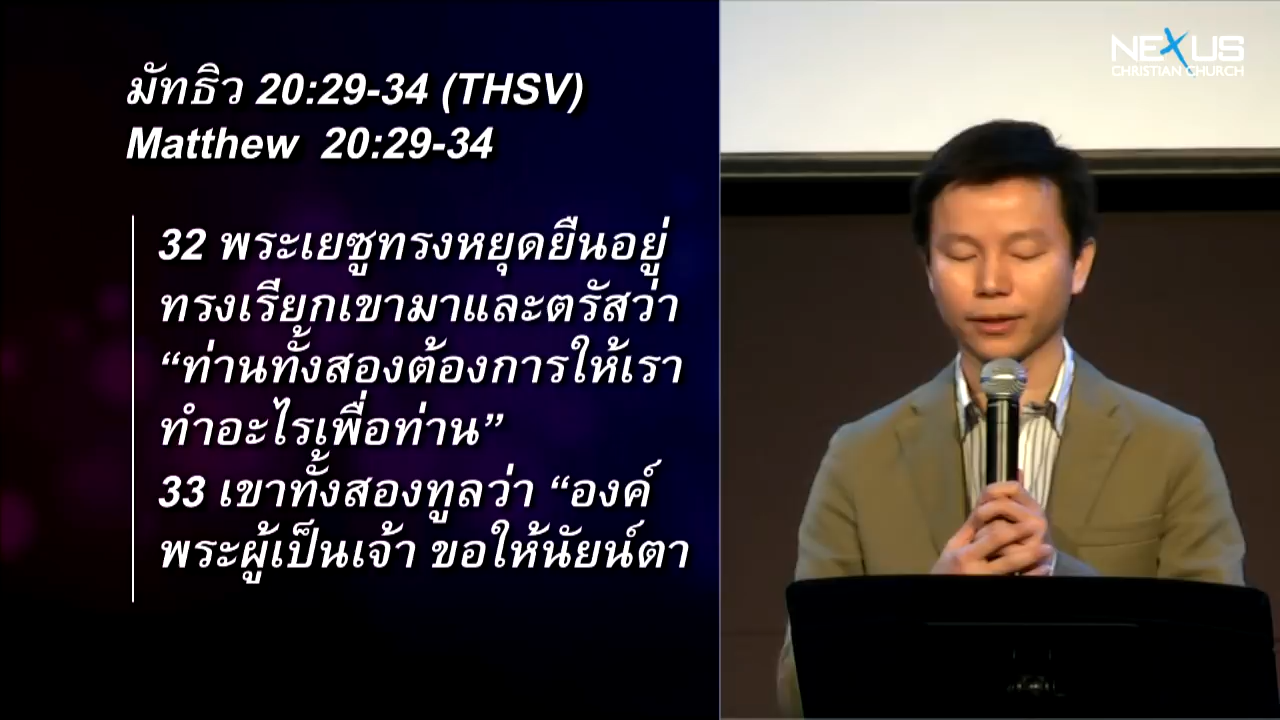 มัทธิว 20:29-34 (THSV)
Matthew 20:29-34
32 พระเยซูทรงหยุดยืนอยู่
ทรงเรียกเขามาและตรัสว่า
“ท่านทั้งสองต้องการให้เรา
ทำอะไรเพื่อท่าน”
33 เขาทั้งสองทูลว่า “องค์
พระผู้เป็นเจ้า ขอให้นัยน์ตา
NEXUS
CHRISTIAN CHURCH